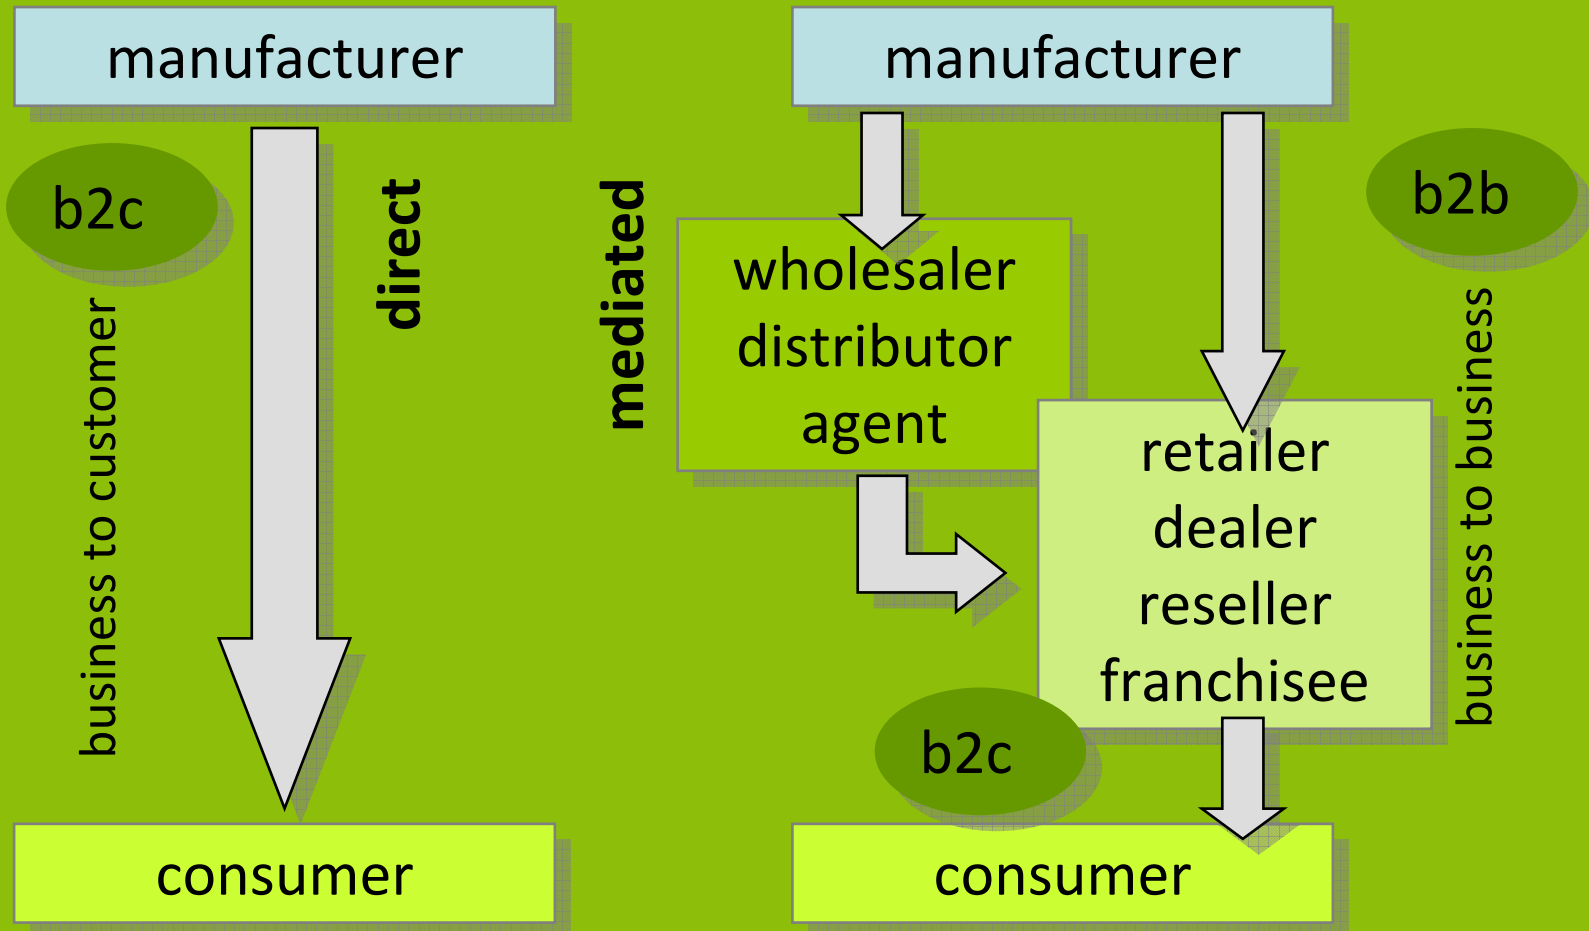 manufacturer
b2c
business to customer
direct
consumer
manufacturer
mediated
wholesaler
distributor
agent
b2b
business to business
retailer
dealer
reseller
franchisee
b2c
consumer